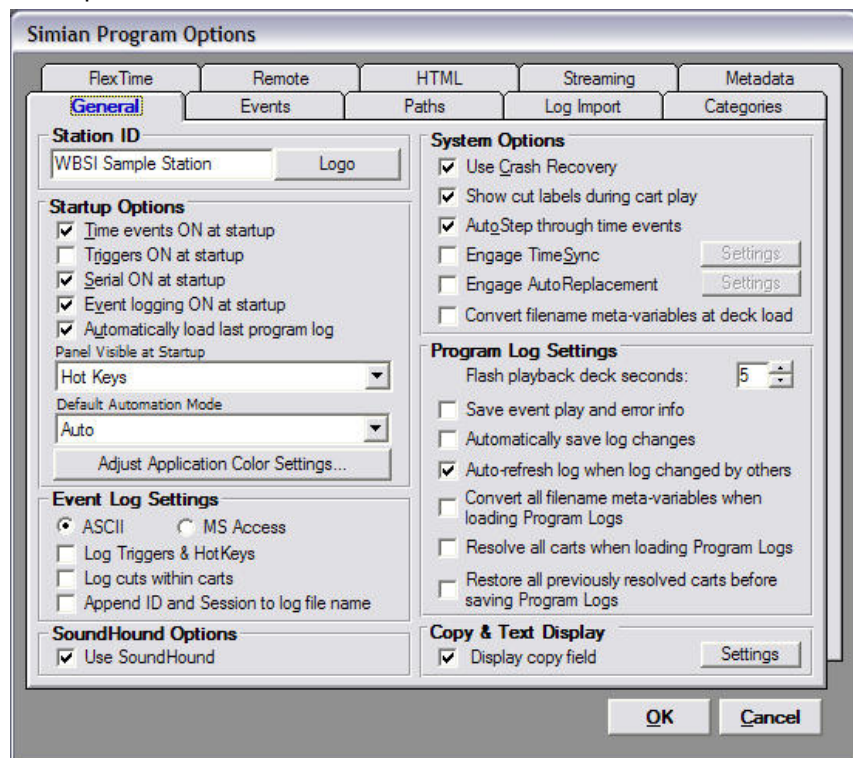 Simian Program Options
FlexTime Remote HTML Streaming Metadata
General Events Paths Log Import Categories
Station ID
WBSI Sample Station Logo
Startup Options
Time events ON at startup
Triggers ON at startup
Serial ON at startup
Event logging ON at startup
Automatically load last program log
Panel Visible at Startup
Hot Keys
Default Automation Mode
Auto
Adjust Application Color Settings...
Event Log Settings
ASCII MS Access
Log Triggers & HotKeys
Log cuts within carts
Append ID and Session to log file name
SoundHound Options
Use SoundHound
System Options
Use Crash Recovery
Show cut labels during cart play
AutoStep through time events
Engage TimeSync Settings
Engage AutoReplacement Settings
Convert filename meta-variables at deck load
Program Log Settings
Flash playback deck seconds: 5
Save event play and error info
Automatically save log changes
Auto-refresh log when log changed by others
Convert all filename meta-variables when
loading Program Logs
Resolve all carts when loading Program Logs
Restore all previously resolved carts before
saving Program Logs
Copy & Text Display
Display copy field Settings
OK Cancel